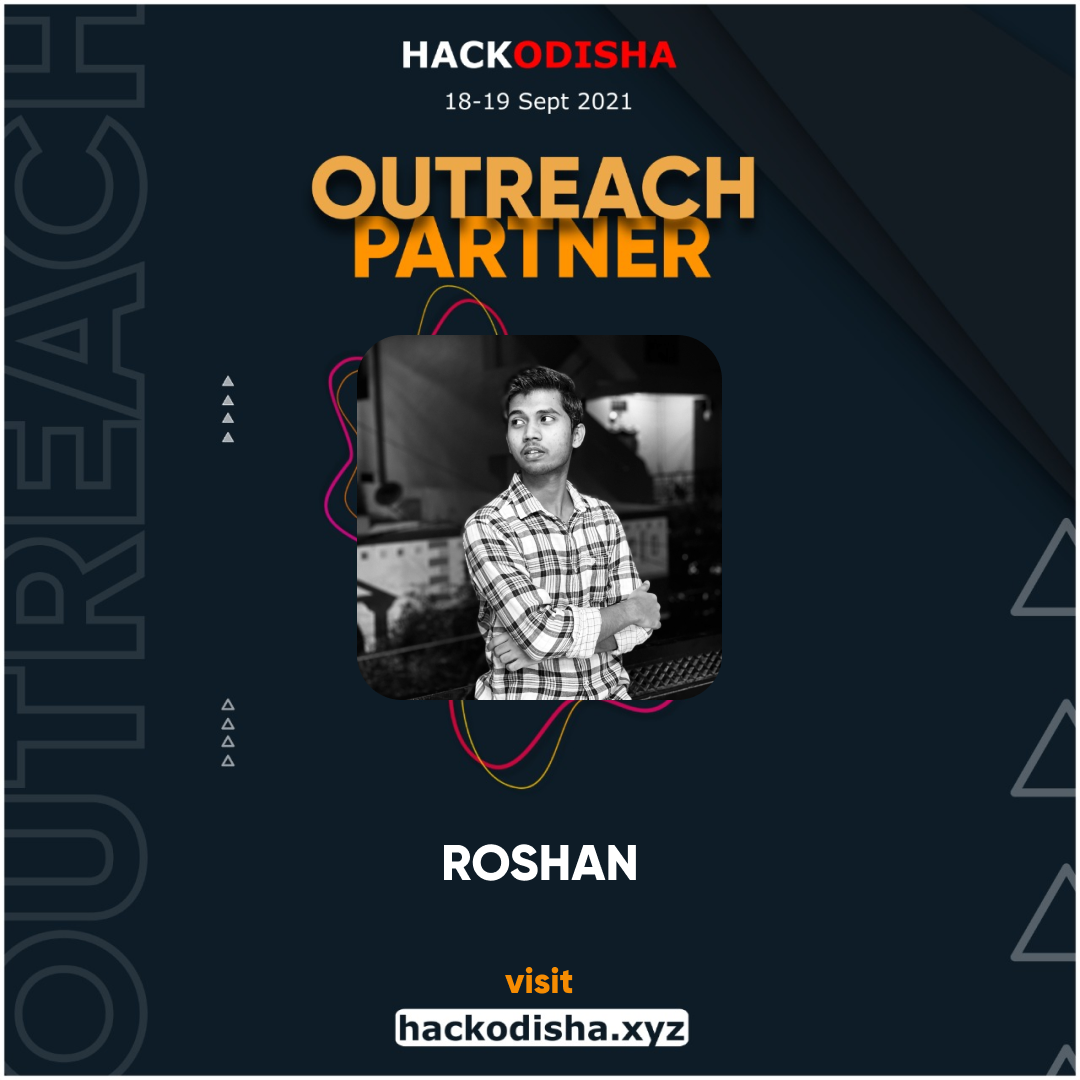 HACKODISHA
18-19 Sept 2021
OUTREACH
PARTNER
OUTREACH
ROSHAN
visit
hackodisha.xyz